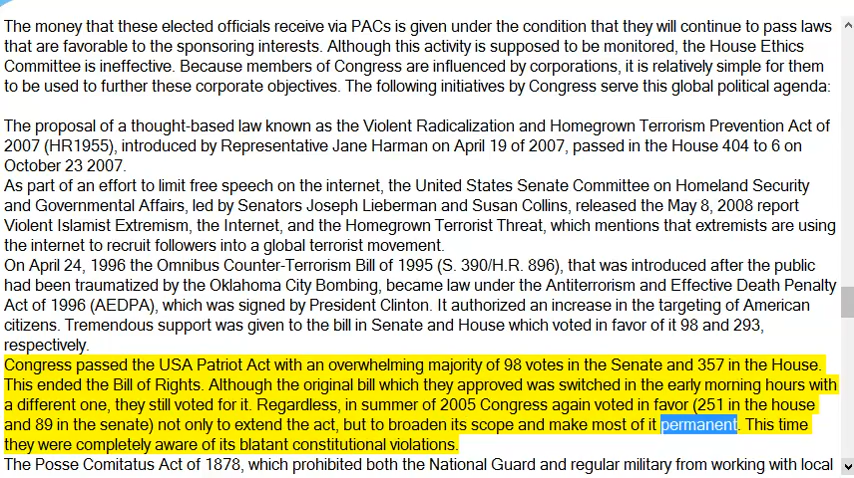 The money that these elected officials receive via PACs is given under the condition that they will continue to pass laws
that are favorable to the sponsoring interests. Although this activity is supposed to be monitored, the House Ethics
Committee is ineffective. Because members of Congress are influenced by corporations, it is relatively simple for them
to be used to further these corporate objectives. The following initiatives by Congress serve this global political agenda:
The proposal of a thought-based law known as the Violent Radicalization and Homegrown Terrorism Prevention Act of
2007 (HR1955), introduced by Representative Jane Harman on April 19 of 2007, passed in the House 404 to 6 on
October 23 2007.
As part of an effort to limit free speech on the internet, the United States Senate Committee on Homeland Security
and Governmental Affairs, led by Senators Joseph Lieberman and Susan Collins, released the May 8, 2008 report
Violent Islamist Extremism, the Internet, and the Homegrown Terrorist Threat, which mentions that extremists are using
the internet to recruit followers into a global terrorist movement.
On April 24, 1996 the Omnibus Counter-Terrorism Bill of 1995 (S. 390/H.R. 896), that was introduced after the public
had been traumatized by the Oklahoma City Bombing, became law under the Antiterrorism and Effective Death Penalty
Act of 1996 (AEDPA), which was signed by President Clinton. It authorized an increase in the targeting of American
citizens. Tremendous support was given to the bill in Senate and House which voted in favor of it 98 and 293,
respectively.
Congress passed the USA Patriot Act with an overwhelming majority of 98 votes in the Senate and 357 in the House.
This ended the Bill of Rights. Although the original bill which they approved was switched in the early morning hours with
a different one, they still voted for it. Regardless, in summer of 2005 Congress again voted in favor (251 in the house
and 89 in the senate) not only to extend the act, but to broaden its scope and make most of it permanent. This time
they were completely aware of its blatant constitutional violations.
The Posse Comitatus Act of 1878, which prohibited both the National Guard and regular military from working with local